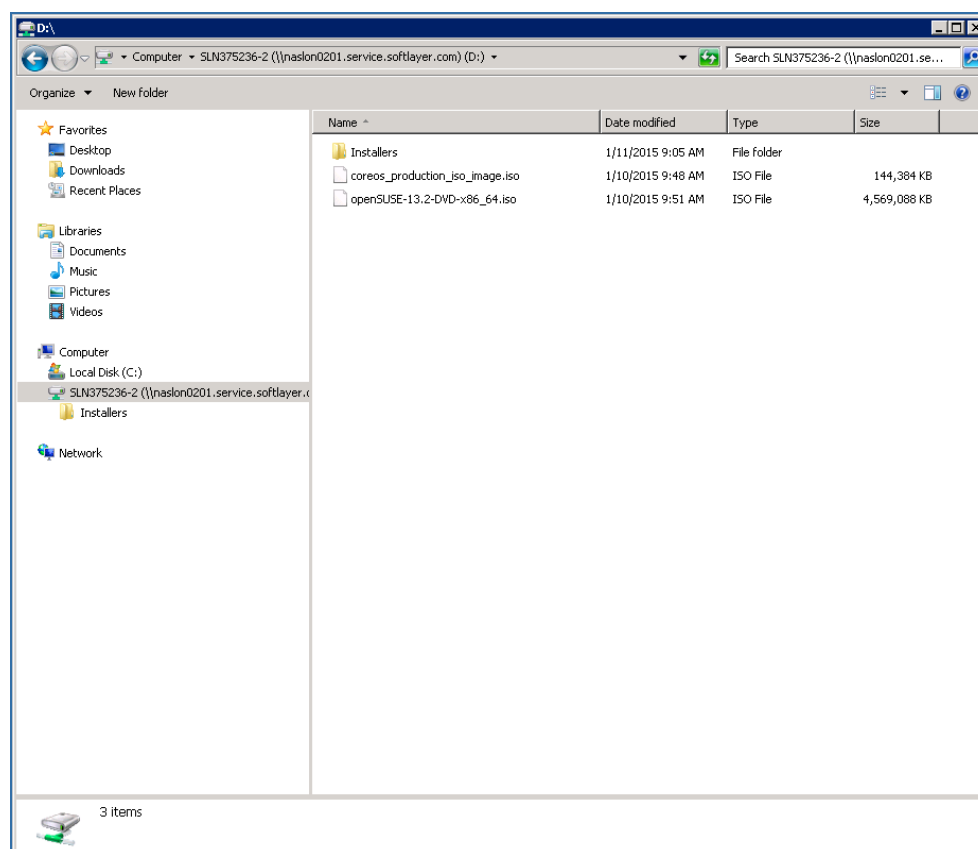 D:\
Computer SLN375236-2 (\\naslon0201.service.softlayer.com) (D:)
Search SLN375236-2 (\\naslon0201.se...
Organize New folder
Name Date modified Type Size
Favorites
Desktop
Downloads
Recent Places
Libraries
Documents
Music
Pictures
Videos
Computer
Local Disk (C:)
SLN375236-2 (\\naslon0201.service.softlayer.c
Installers
Network
Installers 1/11/2015 9:05 AM File folder
coreos_production_iso_image.iso 1/10/2015 9:48 AM ISO File 144,384 KB
openSUSE-13.2-DVD-x86_64.iso 1/10/2015 9:51 AM ISO File 4,569,088 KB
3 items